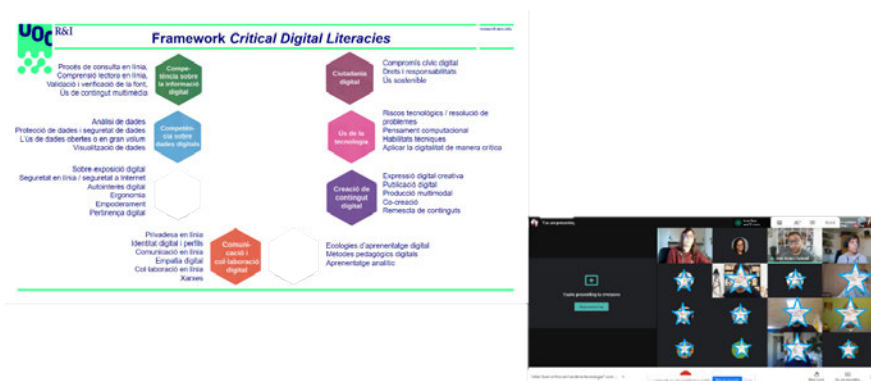 UOC R&I
Framework Critical Digital Literacies
Procés de consulta en línia,
Comprensió lectora en línia,
Validació i verificació de la font,
Ús de contingut multimèdia
Compe-
tència sobre
la informació
digital
Ciutadania
digital
Compromís cívic digital
Drets i responsabilitats
Ús sostenible
Anàlisi de dades
Protecció de dades i seguretat de dades
L'ús de dades obertes o en gran volum
Visualització de dades
Competèn-
cia sobre
dades digitals
Ús de la
tecnologia
Riscos tecnològics / resolució de
problemes
Pensament computacional
Habilitats tècniques
Aplicar la digitalitat de manera crítica
Sobre-exposició digital
Seguretat en línia / seguretat a Internet
Autointerès digital
Ergonomia
Empoderament
Pertinença digital
Creació de
contingut
digital
Expressió digital creativa
Publicació digital
Producció multimodal
Co-creació
Remescla de continguts
Privadesa en línia
Identitat digital i perfils
Comunicació en línia
Empatia digital
Col·laboració en línia
Xarxes
Comuni-
cació i
col·laboració
digital
Ecologies d'aprenentatge digital
Mètodes pedagògics digitals
Aprenentatge analític
You're presenting to everyone